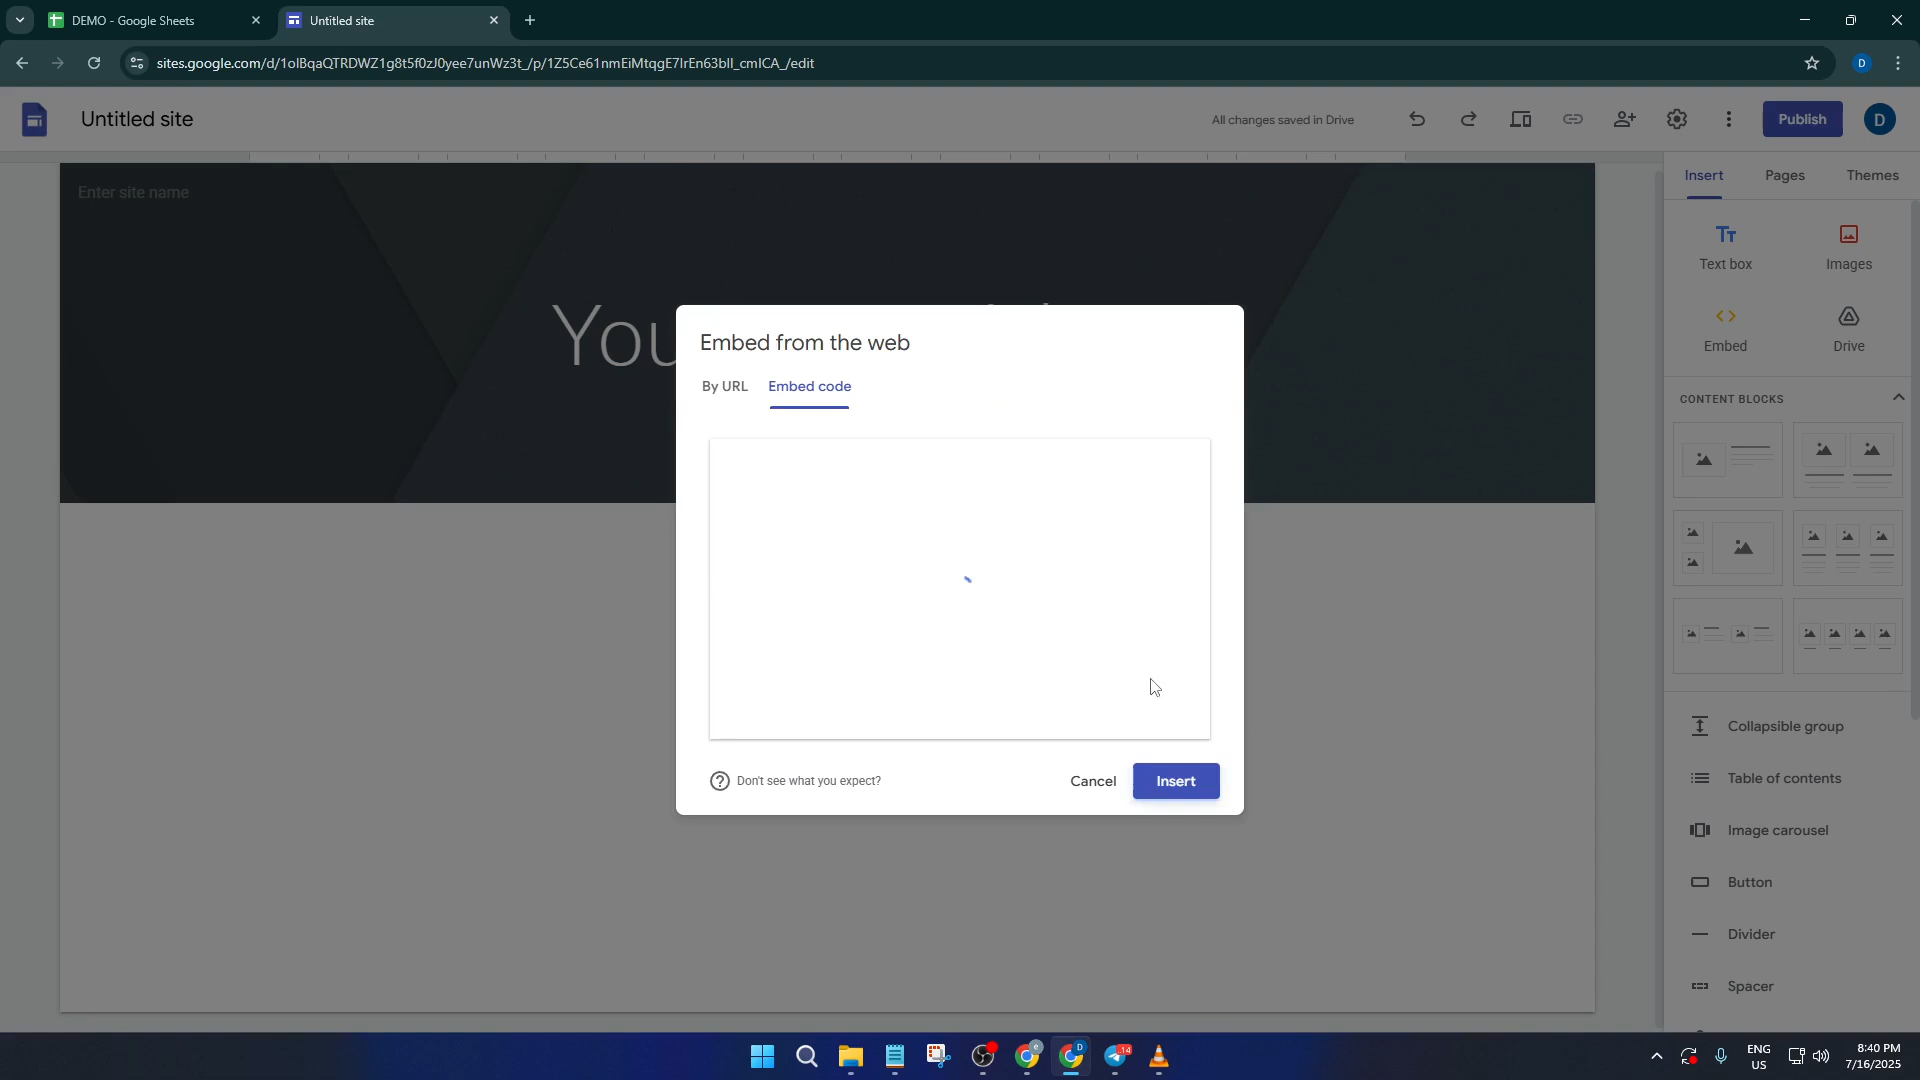 DEMO - Google Sheets
Untitled site
sites.google.com/d/1olBqaQTRDWZ1g8t5f0zJ0yee7unWz3t_/p/1Z5Ce61nmEiMtqgE7lrEn63bll_cmICA_/edit
D
Untitled site
All changes saved in Drive
Publish
D
Enter site name
You
Insert
Pages
Themes
Text box
Images
Embed
Drive
CONTENT BLOCKS
Collapsible group
Table of contents
Image carousel
Button
Divider
Spacer
Embed from the web
By URL
Embed code
Don't see what you expect?
Cancel
Insert
14
ENG
US
8:40 PM
7/16/2025